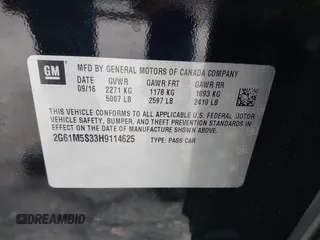 GM
MFD BY GENERAL MOTORS OF CANADA COMPANY
DATE GVWR GAWR FRT GAWR RR
09/16 2271 KG 1178 KG 1093 KG
5007 LB 2597 LB 2410 LB
THIS VEHICLE CONFORMS TO ALL APPLICABLE U.S. FEDERAL MOTOR
VEHICLE SAFETY, BUMPER, AND THEFT PREVENTION STANDARDS IN
EFFECT ON THE DATE OF MANUFACTURE SHOWN ABOVE.
2G61M5S33H9114625 TYPE: PASS CAR
DREAMBID